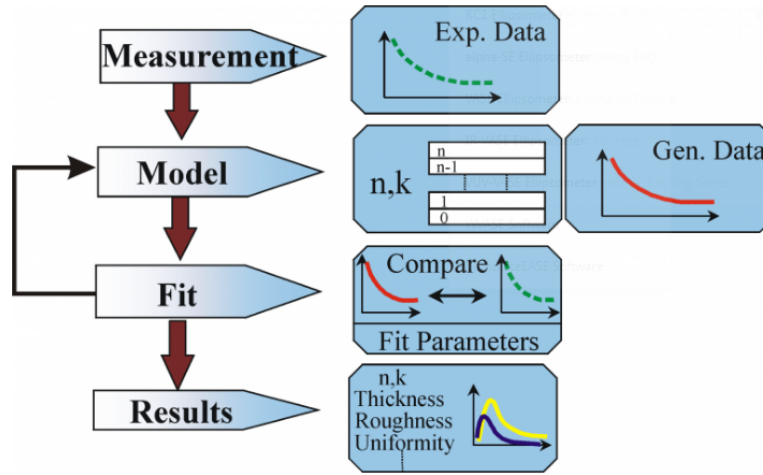 Measurement
Exp. Data
Model
n,k
n
n-1
1
0
Gen. Data
Fit
Compare
Fit Parameters
Results
n,k
Thickness
Roughness
Uniformity